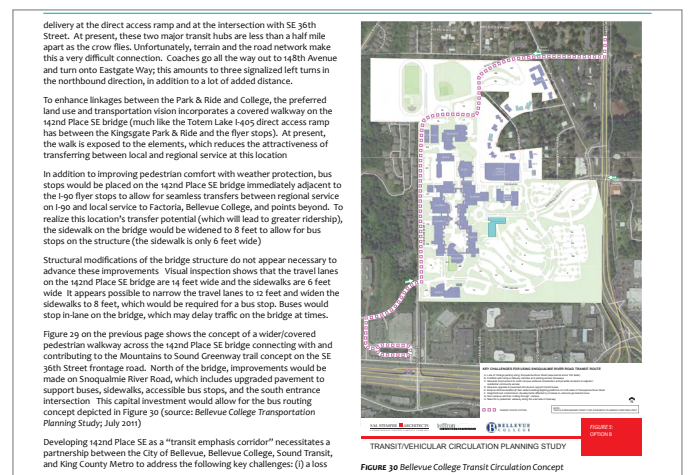 delivery at the direct access ramp and at the intersection with SE 36th
Street. At present, these two major transit hubs are less than a half mile
apart as the crow flies. Unfortunately, terrain and the road network make
this a very difficult connection. Coaches go all the way out to 148th Avenue
and turn onto Eastgate Way; this amounts to three signalized left turns in
the northbound direction, in addition to a lot of added distance.
To enhance linkages between the Park & Ride and College, the preferred
land use and transportation vision incorporates a covered walkway on the
142nd Place SE bridge (much like the Totem Lake I-405 direct access ramp
has between the Kingsgate Park & Ride and the flyer stops). At present,
the walk is exposed to the elements, which reduces the attractiveness of
transferring between local and regional service at this location
In addition to improving pedestrian comfort with weather protection, bus
stops would be placed on the 142nd Place SE bridge immediately adjacent to
the I-90 flyer stops to allow for seamless transfers between regional service
on I-90 and local service to Factoria, Bellevue College, and points beyond. To
realize this location's transfer potential (which will lead to greater ridership),
the sidewalk on the bridge would be widened to 8 feet to allow for bus
stops on the structure (the sidewalk is only 6 feet wide)
Structural modifications of the bridge structure do not appear necessary to
advance these improvements Visual inspection shows that the travel lanes
on the 142nd Place SE bridge are 14 feet wide and the sidewalks are 6 feet
wide It appears possible to narrow the travel lanes to 12 feet and widen the
sidewalks to 8 feet, which would be required for a bus stop. Buses would
stop in-lane on the bridge, which may delay traffic on the bridge at times.
Figure 29 on the previous page shows the concept of a wider/covered
pedestrian walkway across the 142nd Place SE bridge connecting with and
contributing to the Mountains to Sound Greenway trail concept on the SE
36th Street frontage road. North of the bridge, improvements would be
made on Snoqualmie River Road, which includes upgraded pavement to
support buses, sidewalks, accessible bus stops, and the south entrance
intersection This capital investment would allow for the bus routing
concept depicted in Figure 30 (source: Bellevue College Transportation
Planning Study; July 2011)
Developing 142nd Place SE as a "transit emphasis corridor" necessitates a
partnership between the City of Bellevue, Bellevue College, Sound Transit,
and King County Metro to address the following key challenges: (i) a loss
KEY CHALLENGES FOR USING SNOQUALMIE RIVER ROAD TRANSIT ROUTE
BELLEVUE
COLLEGE
TRANSIT/VEHICULAR CIRCULATION PLANNING STUDY
FIGURE 3:
OPTION B
FIGURE 30 Bellevue College Transit Circulation Concept